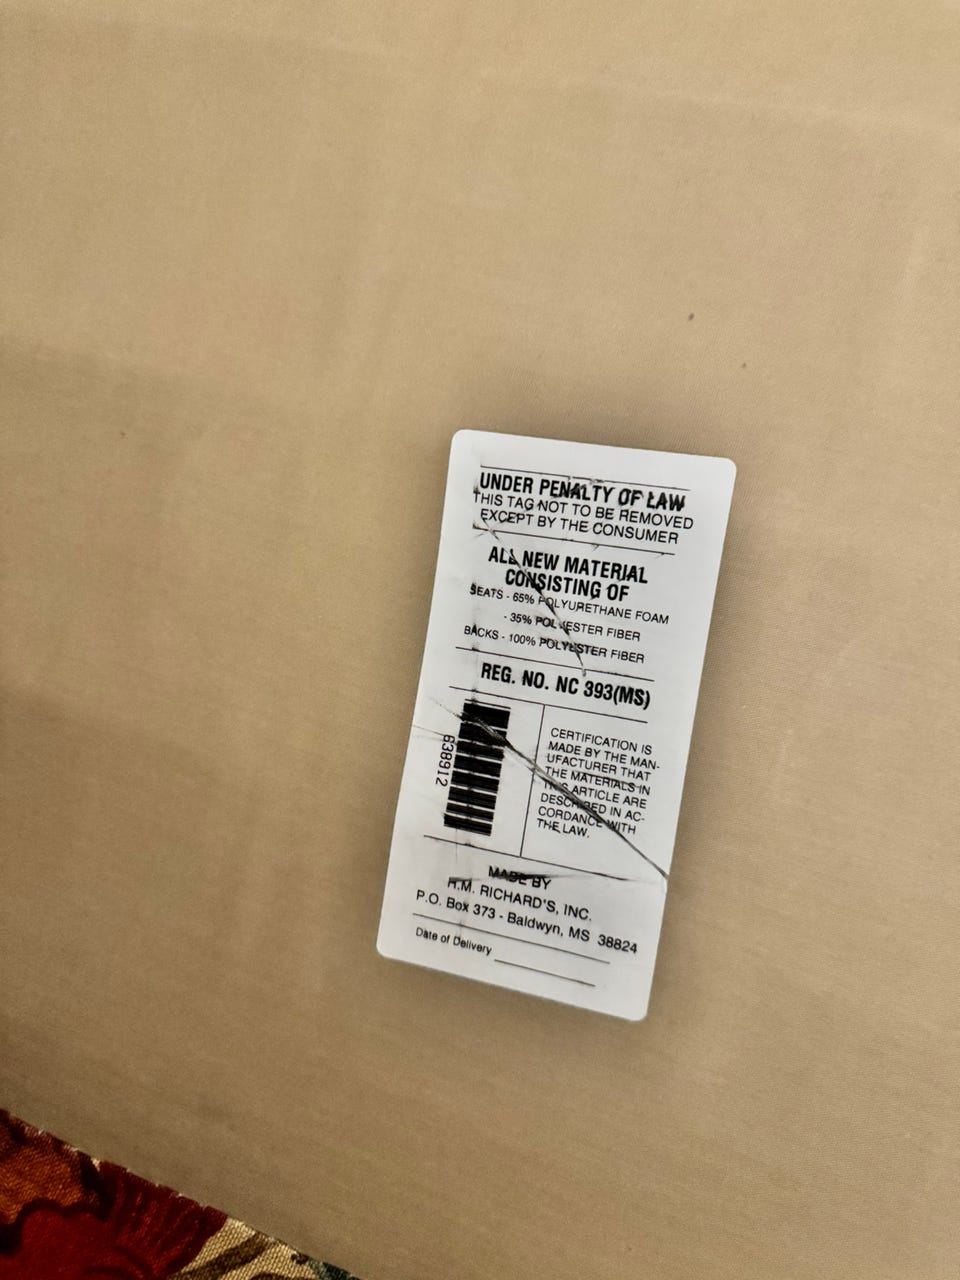 UNDER PENALTY OF LAW
THIS TAG NOT TO BE REMOVED
EXCEPT BY THE CONSUMER
ALL NEW MATERIAL
CONSISTING OF
SEATS - 65% POLYURETHANE FOAM
- 35% POLYESTER FIBER
BACKS - 100% POLYESTER FIBER
REG. NO. NC 393(MS)
638912
CERTIFICATION IS
MADE BY THE MAN-
UFACTURER THAT
THE MATERIALS IN
THIS ARTICLE ARE
DESCRIBED IN AC-
CORDANCE WITH
THE LAW.
MADE BY
H.M. RICHARD'S, INC.
P.O. Box 373 - Baldwyn, MS 38824
Date of Delivery